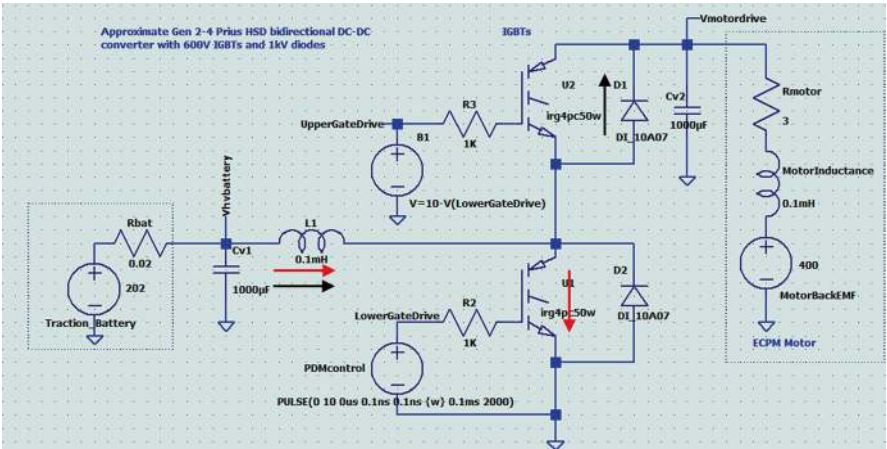 Approximate Gen 2-4 Prius HSD bidirectional DC-DC
converter with 600V IGBTs and 1kV diodes
IGBTs
Vmotordrive
U2
D1
Cv2
Rmotor
R3
UpperGateDrive
B1
irg4pc50w
1000µF
3
1K
DI_10A07
MotorInductance
0.1mH
V=10-V(LowerGateDrive)
Vhvbattery
Rbat
L1
0.02
Cv1
0.1mH
D2
400
202
1000µF
U1
MotorBackEMF
Traction_Battery
LowerGateDrive
R2
irg4pc50w
DI_10A07
1K
ECPM Motor
PDMcontrol
PULSE(0 10 0us 0.1ns 0.1ns {w} 0.1ms 2000)